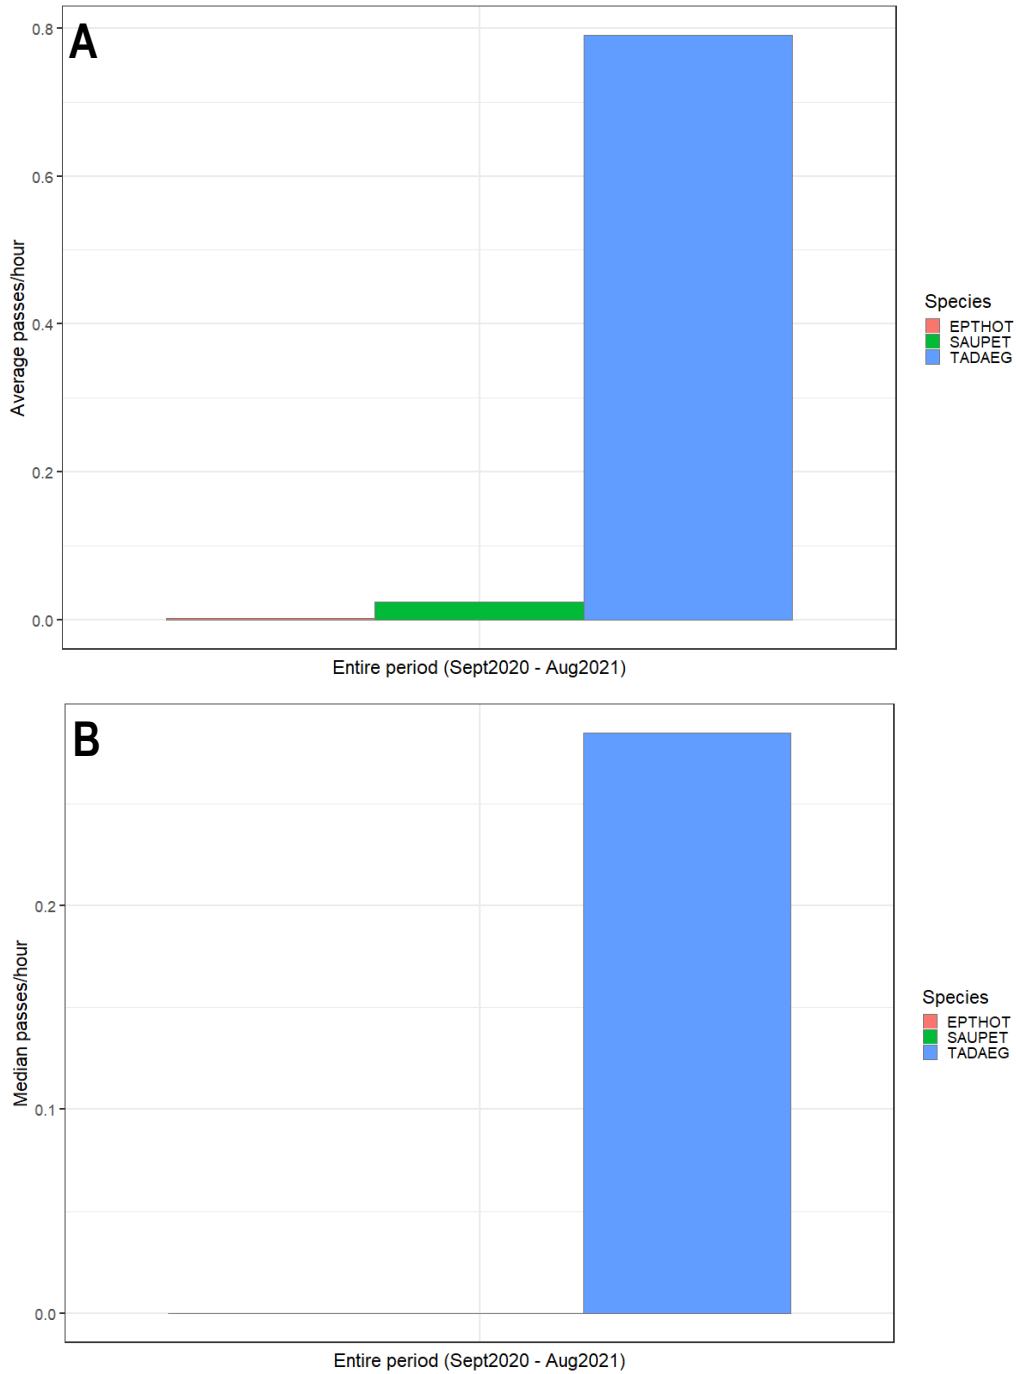 A
0.8
0.6
0.4
0.2
0.0
Average passes/hour
Entire period (Sept2020 - Aug2021)
Species
EPTHOT
SAUPET
TADAEG
B
0.2
0.1
0.0
Median passes/hour
Entire period (Sept2020 - Aug2021)
Species
EPTHOT
SAUPET
TADAEG